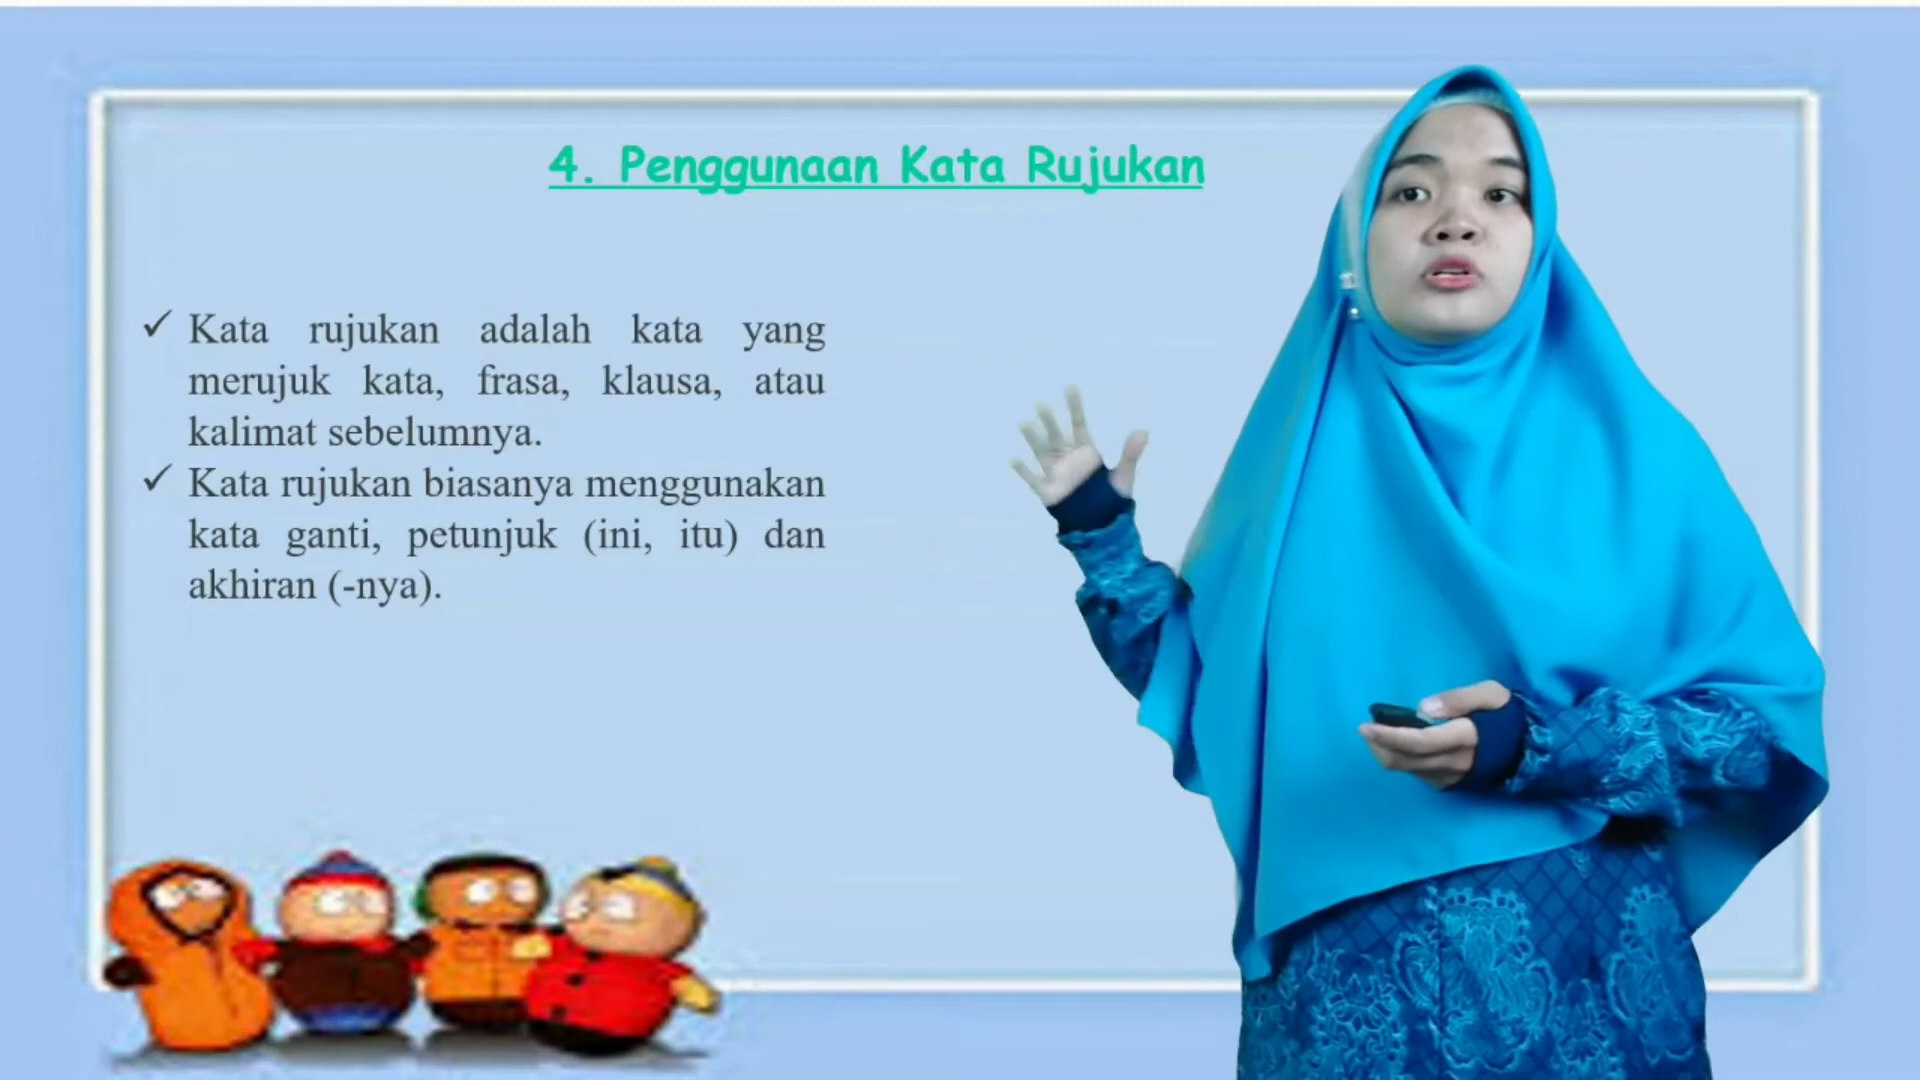 4. Penggunaan Kata Rujukan
✓ Kata rujukan adalah kata yang
merujuk kata, frasa, klausa, atau
kalimat sebelumnya.
✓ Kata rujukan biasanya menggunakan
kata ganti, petunjuk (ini, itu) dan
akhiran (-nya).